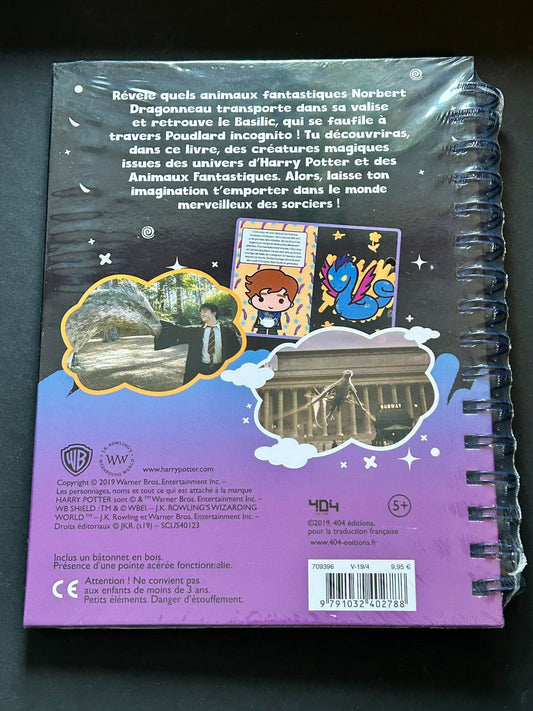 Révèle quels animaux fantastiques Norbert
Dragonneau transporte dans sa valise
et retrouve le Basilic, qui se faufile à
travers Poudlard incognito ! Tu découvriras,
dans ce livre, des créatures magiques
issues des univers d'Harry Potter et des
Animaux Fantastiques. Alors, laisse ton
imagination t'emporter dans le monde
merveilleux des sorciers !
SUBWAY
WB
J.K. ROWLING'S
WW
WIZARDING WORLD
www.harrypotter.com
Copyright © 2019 Warner Bros. Entertainment Inc. –
Les personnages, noms et tout ce qui est attaché à la marque
HARRY POTTER sont © & ™ Warner Bros. Entertainment Inc. –
WB SHIELD :TM & © WBEI. – J.K. ROWLING'S WIZARDING
WORLD ™ – J.K. Rowling et Warner Bros. Entertainment Inc. –
Droits éditoriaux © JKR. (s19) – SCUS40123
404
5+
©2019, 404 éditions,
pour la traduction française
www.404-editions.fr
Inclus un bâtonnet en bois.
Présence d'une pointe acérée fonctionnelle.
CE
Attention ! Ne convient pas
aux enfants de moins de 3 ans.
Petits éléments. Danger d'étouffement.
709396 V-19/4 9,95 €
9 791032 402788